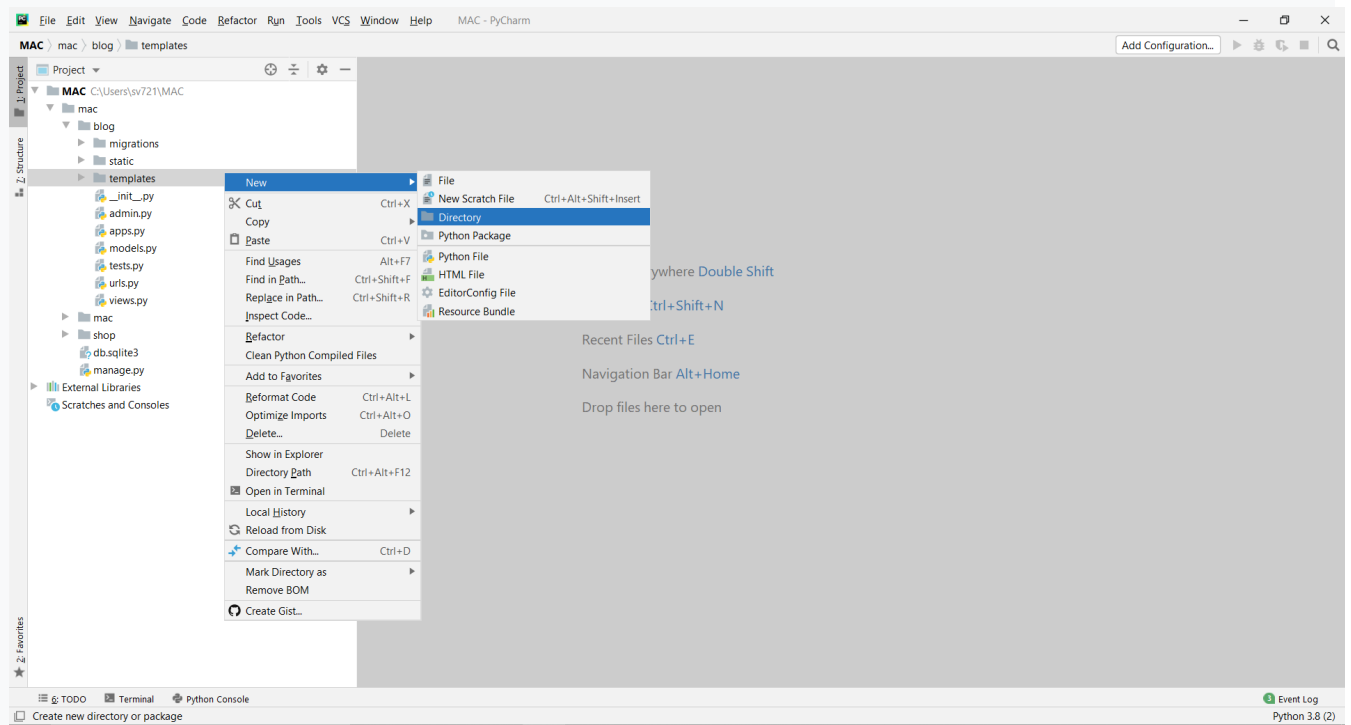 File Edit View Navigate Code Refactor Run Tools VCS Window Help MAC - PyCharm
MAC mac blog templates Add Configuration...
1: Project
Project
MAC C:\Users\sv721\MAC
mac
blog
migrations
static
templates
__init__.py
admin.py
apps.py
models.py
tests.py
urls.py
views.py
mac
shop
db.sqlite3
manage.py
External Libraries
Scratches and Consoles
7: Structure
2: Favorites
New
Cut Ctrl+X
Copy
Paste Ctrl+V
Find Usages Alt+F7
Find in Path... Ctrl+Shift+F
Replace in Path... Ctrl+Shift+R
Inspect Code...
Refactor
Clean Python Compiled Files
Add to Favorites
Reformat Code Ctrl+Alt+L
Optimize Imports Ctrl+Alt+O
Delete... Delete
Show in Explorer
Directory Path Ctrl+Alt+F12
Open in Terminal
Local History
Reload from Disk
Compare With... Ctrl+D
Mark Directory as
Remove BOM
Create Gist...
File
New Scratch File Ctrl+Alt+Shift+Insert
Directory
Python Package
Python File
HTML File
EditorConfig File
Resource Bundle
ywhere Double Shift
Ctrl+Shift+N
Recent Files Ctrl+E
Navigation Bar Alt+Home
Drop files here to open
6: TODO Terminal Python Console 3 Event Log
Create new directory or package Python 3.8 (2)